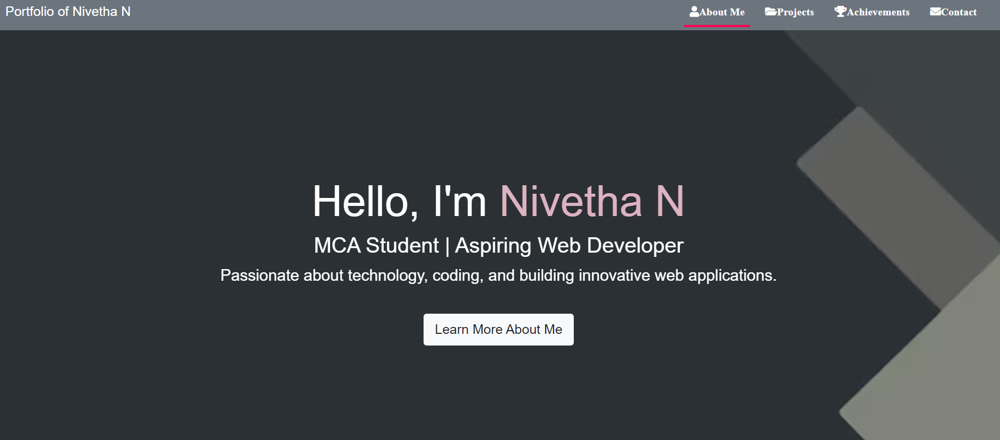 Portfolio of Nivetha N
About Me Projects Achievements Contact
Hello, I'm Nivetha N
MCA Student | Aspiring Web Developer
Passionate about technology, coding, and building innovative web applications.
Learn More About Me